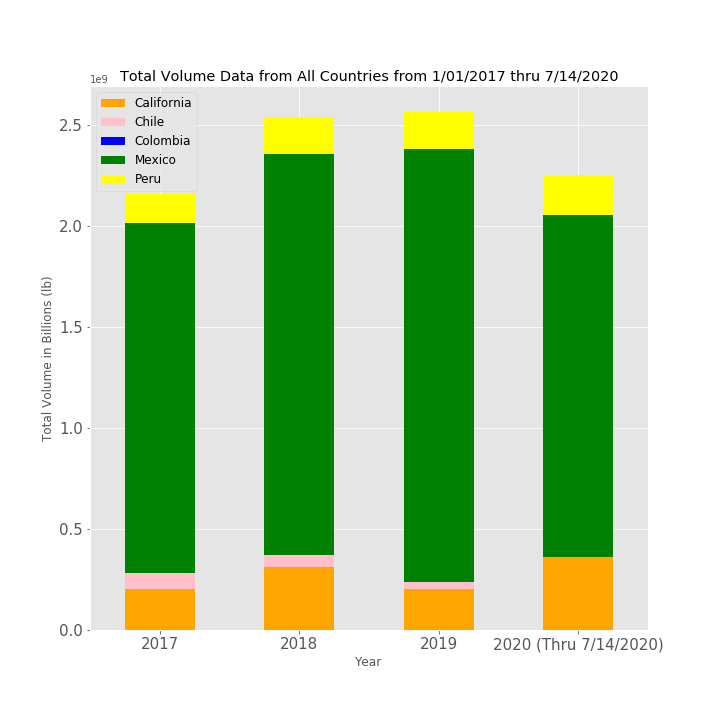 Total Volume Data from All Countries from 1/01/2017 thru 7/14/2020
1e9
California
Chile
Colombia
Mexico
Peru
2.5
2.0
1.5
1.0
0.5
0.0
Total Volume in Billions (lb)
2017
2018
2019
2020 (Thru 7/14/2020)
Year